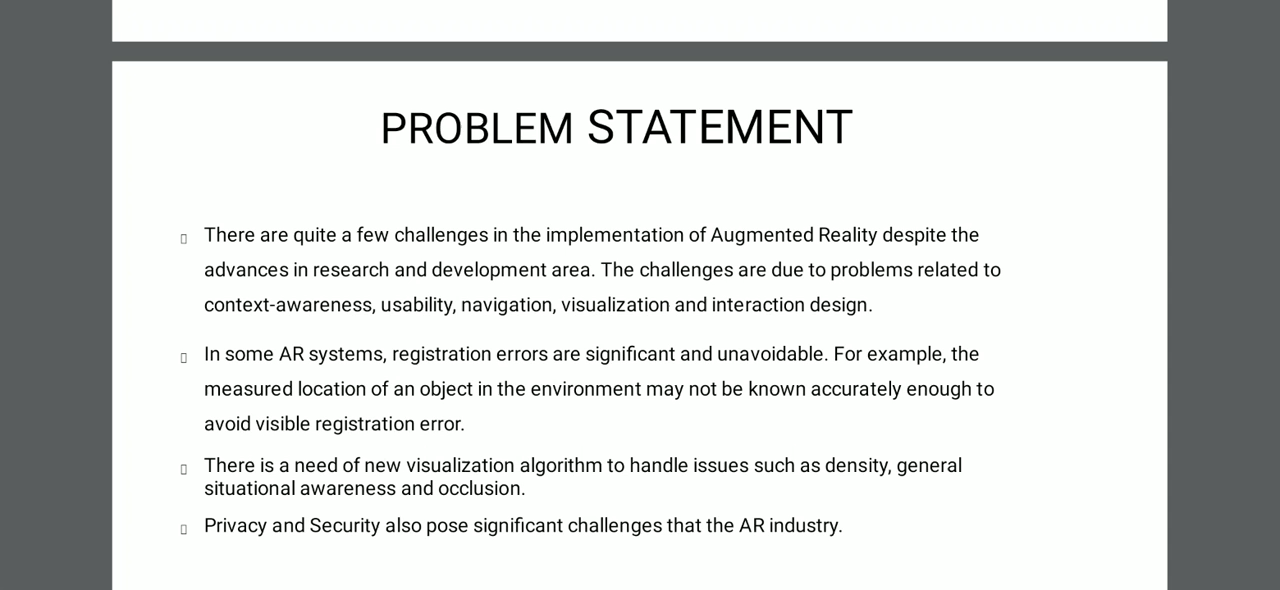 PROBLEM STATEMENT
There are quite a few challenges in the implementation of Augmented Reality despite the
advances in research and development area. The challenges are due to problems related to
context-awareness, usability, navigation, visualization and interaction design.
In some AR systems, registration errors are significant and unavoidable. For example, the
measured location of an object in the environment may not be known accurately enough to
avoid visible registration error.
There is a need of new visualization algorithm to handle issues such as density, general
situational awareness and occlusion.
Privacy and Security also pose significant challenges that the AR industry.